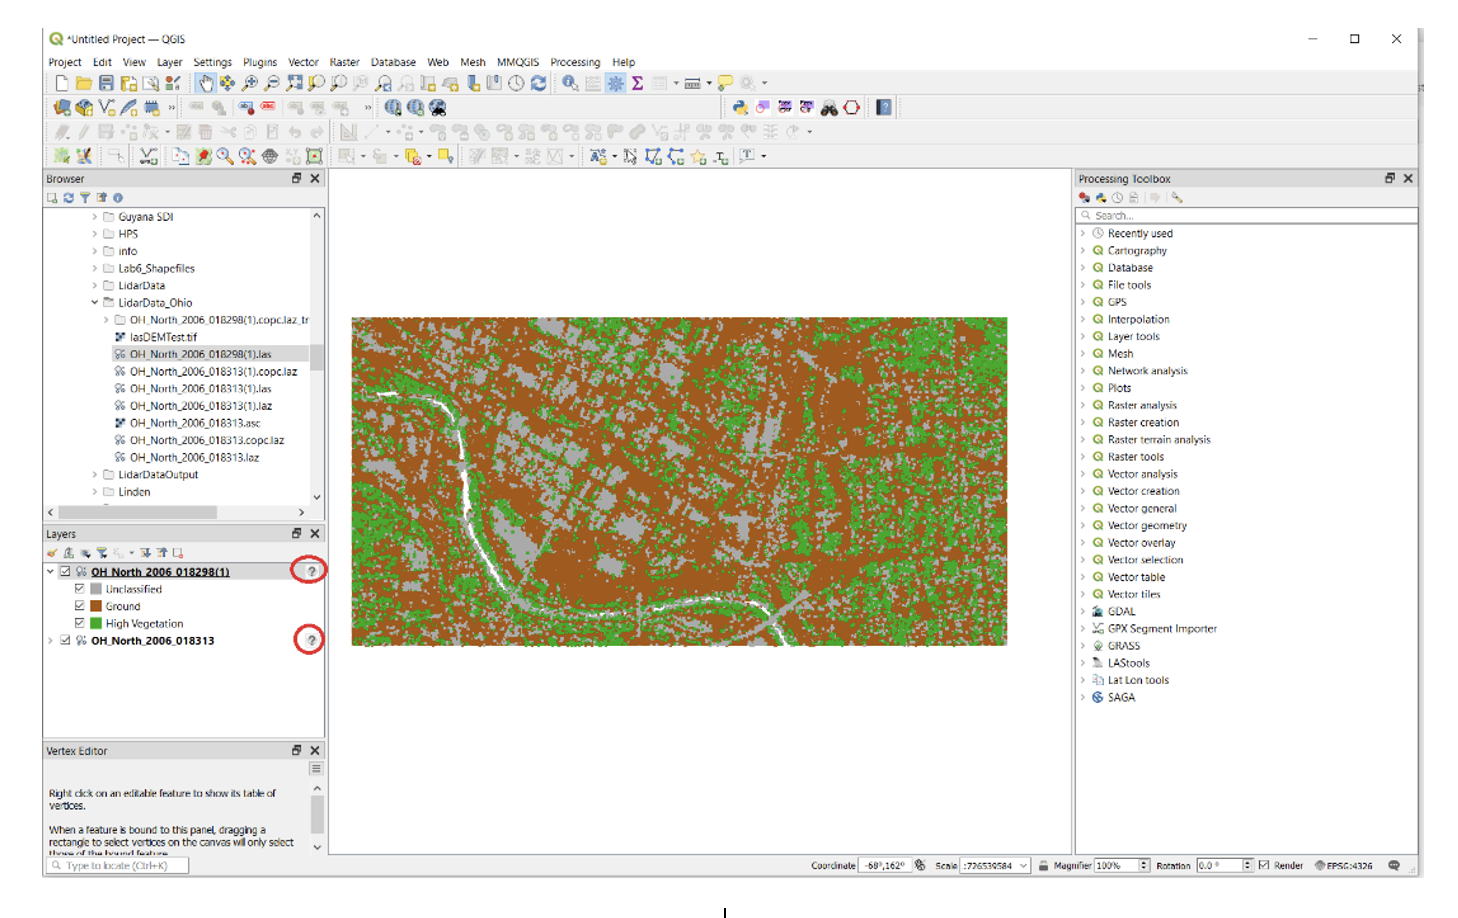 *Untitled Project — QGIS
Project Edit View Layer Settings Plugins Vector Raster Database Web Mesh MMQGIS Processing Help
Browser
Guyana SDI
HPS
info
Lab6_Shapefiles
LidarData
LidarData_Ohio
OH_North_2006_018298(1).copc.laz_tr
lasDEMTest.tif
OH_North_2006_018298(1).las
OH_North_2006_018313(1).copc.laz
OH_North_2006_018313(1).las
OH_North_2006_018313(1).laz
OH_North_2006_018313.asc
OH_North_2006_018313.copc.laz
OH_North_2006_018313.laz
LidarDataOutput
Linden
Layers
OH_North_2006_018298(1)
?
Unclassified
Ground
High Vegetation
OH_North_2006_018313
?
Vertex Editor
Right click on an editable feature to show its table of
vertices.
When a feature is bound to this panel, dragging a
rectangle to select vertices on the canvas will only select
those of the bound feature.
Type to locate (Ctrl+K)
Processing Toolbox
Search...
Recently used
Cartography
Database
File tools
GPS
Interpolation
Layer tools
Mesh
Network analysis
Plots
Raster analysis
Raster creation
Raster terrain analysis
Raster tools
Vector analysis
Vector creation
Vector general
Vector geometry
Vector overlay
Vector selection
Vector table
Vector tiles
GDAL
GPX Segment Importer
GRASS
LAStools
Lat Lon tools
SAGA
Coordinate -68°,162° Scale :726539584 Magnifier 100% Rotation 0.0 ° Render EPSG:4326